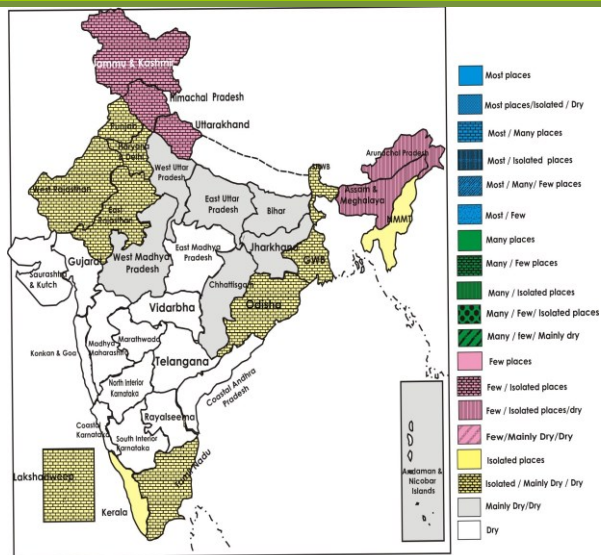 Jammu & Kashmir
Himachal Pradesh
Uttarakhand
Punjab
Haryana
Delhi
West Uttar
Pradesh
Arunachal Pradesh
West Rajasthan
East
Rajasthan
East Uttar
Pradesh
Bihar
Assam &
Meghalaya
NMMT
Gujarat
West Madhya
Pradesh
East Madhya
Pradesh
Jharkhand
GWB
Saurashtra
& Kutch
Chhattisgarh
Odisha
Vidarbha
Konkan & Goa
Madhya
Maharashtra
Marathwada
Telangana
North Interior
Karnataka
Coastal Andhra
Pradesh
Rayalseema
Coastal
Karnataka
South Interior
Karnataka
Lakshadweep
Tamil Nadu
Kerala
Andaman &
Nicobar
Islands
Most places
Most places/Isolated / Dry
Most / Many places
Most / Isolated places
Most / Many/ Few places
Most / Few
Many places
Many / Few places
Many / Isolated places
Many / Few/ Isolated places
Many / few/ Mainly dry
Few places
Few / Isolated places
Few / Isolated places/dry
Few/Mainly Dry/Dry
Isolated places
Isolated / Mainly Dry / Dry
Mainly Dry/Dry
Dry